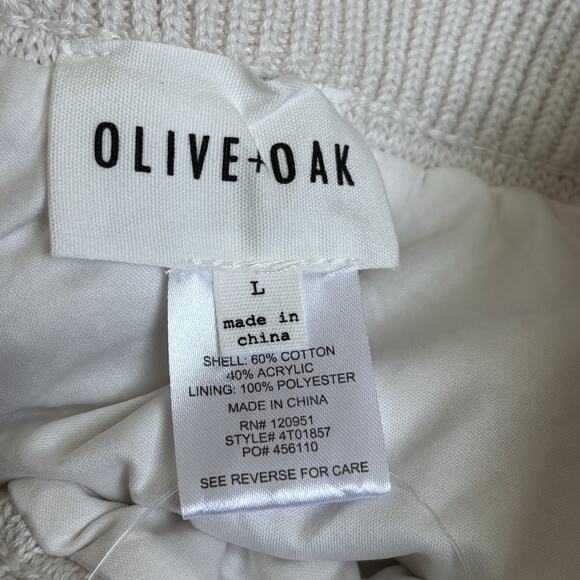 OLIVE+OAK
L
made in
china
SHELL: 60% COTTON
40% ACRYLIC
LINING: 100% POLYESTER
MADE IN CHINA
RN# 120951
STYLE# 4T01857
PO# 456110
SEE REVERSE FOR CARE